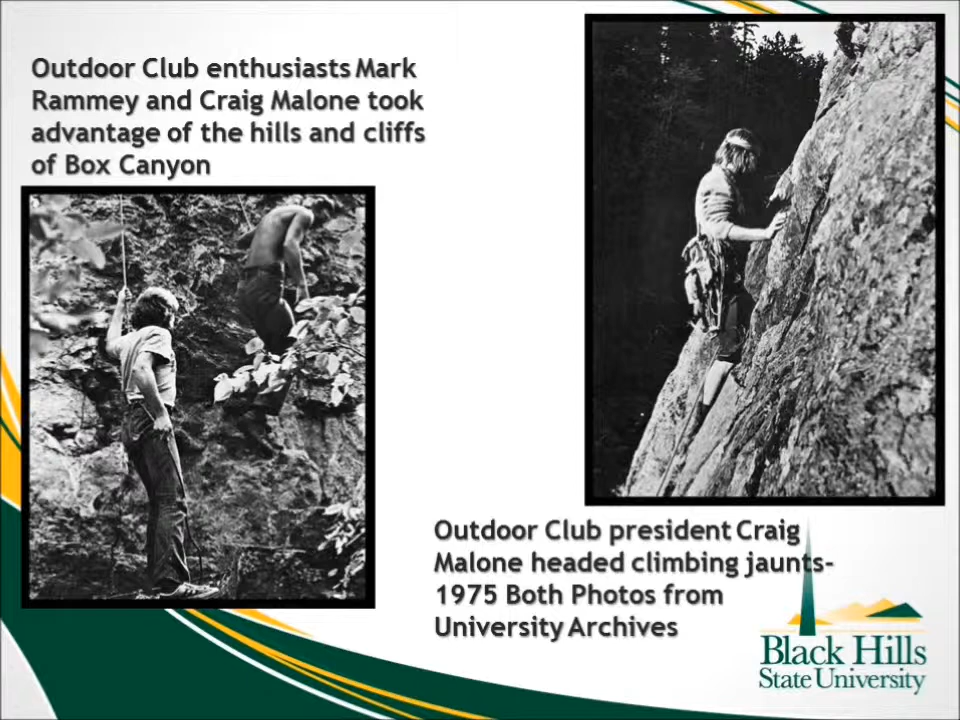 Outdoor Club enthusiasts Mark
Rammey and Craig Malone took
advantage of the hills and cliffs
of Box Canyon
Outdoor Club president Craig
Malone headed climbing jaunts-
1975 Both Photos from
University Archives
Black Hills
State University